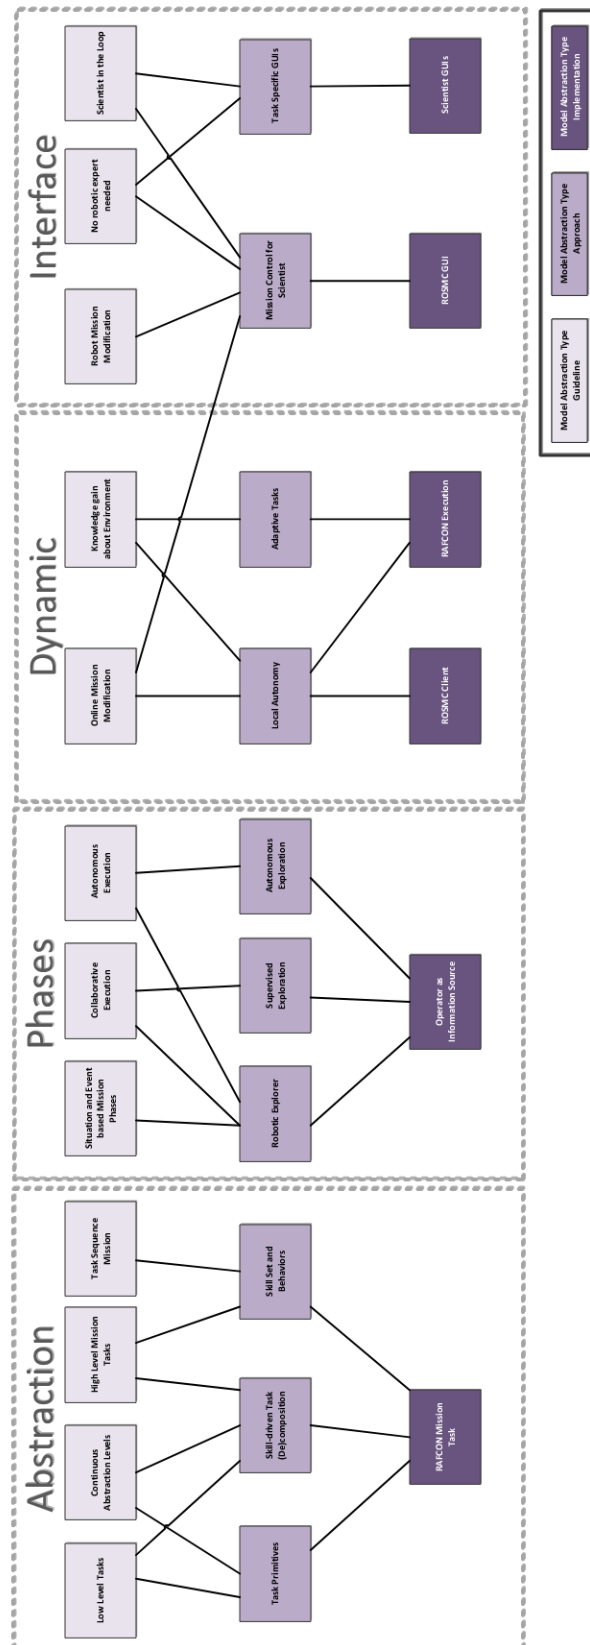 Abstraction
Low Level Tasks
Continuous
Abstraction Levels
High Level Mission
Tasks
Task Sequence
Mission
Task Primitives
Skill-driven Task
(De)composition
Skill Set and
Behaviors
RAFCON Mission
Task
Phases
Situation and Event
based Mission
Phases
Collaborative
Execution
Autonomous
Execution
Robotic Explorer
Supervised
Exploration
Autonomous
Exploration
Operator as
Information Source
Dynamic
Online Mission
Modification
Knowledge gain
about Environment
Local Autonomy
Adaptive Tasks
ROSMC Client
RAFCON Execution
Interface
Robot Mission
Modification
No robotic expert
needed
Scientist in the Loop
Mission Control for
Scientist
Task Specific GUIs
ROSMC GUI
Scientist GUIs
Model Abstraction Type
Guideline
Model Abstraction Type
Approach
Model Abstraction Type
Implementation